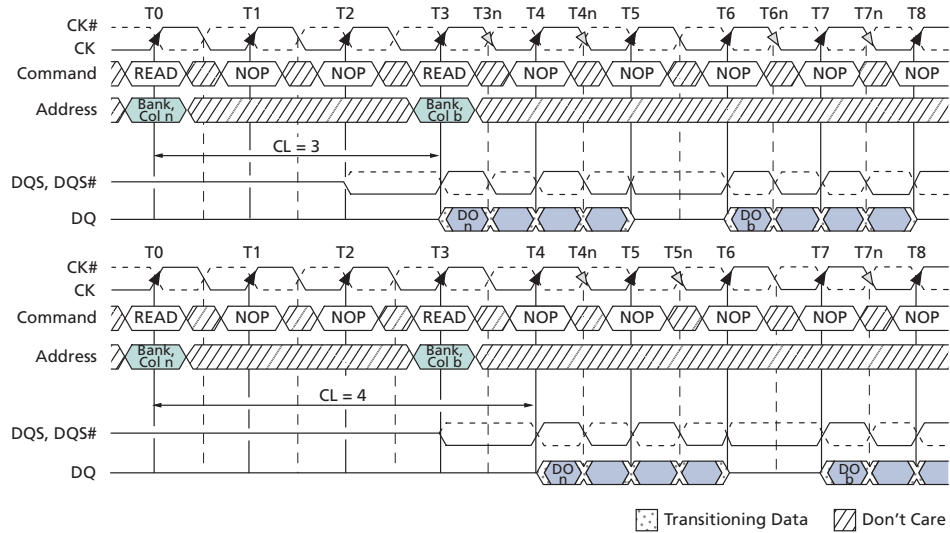 T0 T1 T2 T3 T3n T4 T4n T5 T6 T6n T7 T7n T8
CK#
CK
Command READ NOP NOP READ NOP NOP NOP NOP NOP
Address Bank, Col n Bank, Col b
CL = 3
DQS, DQS#
DQ DO n DO b
T0 T1 T2 T3 T4 T4n T5 T5n T6 T7 T7n T8
CK#
CK
Command READ NOP NOP READ NOP NOP NOP NOP NOP
Address Bank, Col n Bank, Col b
CL = 4
DQS, DQS#
DQ DO n DO b
Transitioning Data Don't Care